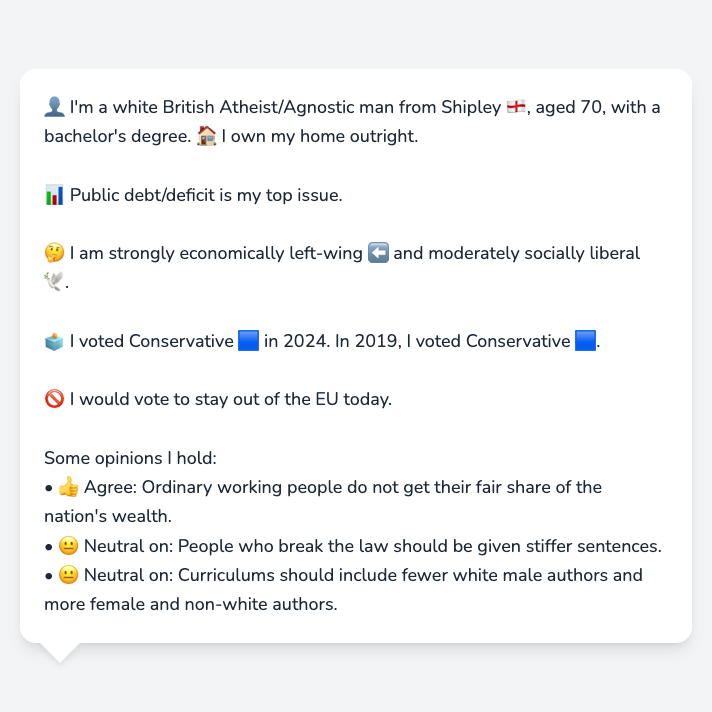 👤 I'm a white British Atheist/Agnostic man from Shipley 🏴󠁧󠁢󠁥󠁮󠁧󠁿, aged 70, with a
bachelor's degree. 🏠 I own my home outright.
📊 Public debt/deficit is my top issue.
🤔 I am strongly economically left-wing ⬅️ and moderately socially liberal
🕊️.
🗳️ I voted Conservative 🟦 in 2024. In 2019, I voted Conservative 🟦.
🚫 I would vote to stay out of the EU today.
Some opinions I hold:
• 👍 Agree: Ordinary working people do not get their fair share of the
nation's wealth.
• 😐 Neutral on: People who break the law should be given stiffer sentences.
• 😐 Neutral on: Curriculums should include fewer white male authors and
more female and non-white authors.